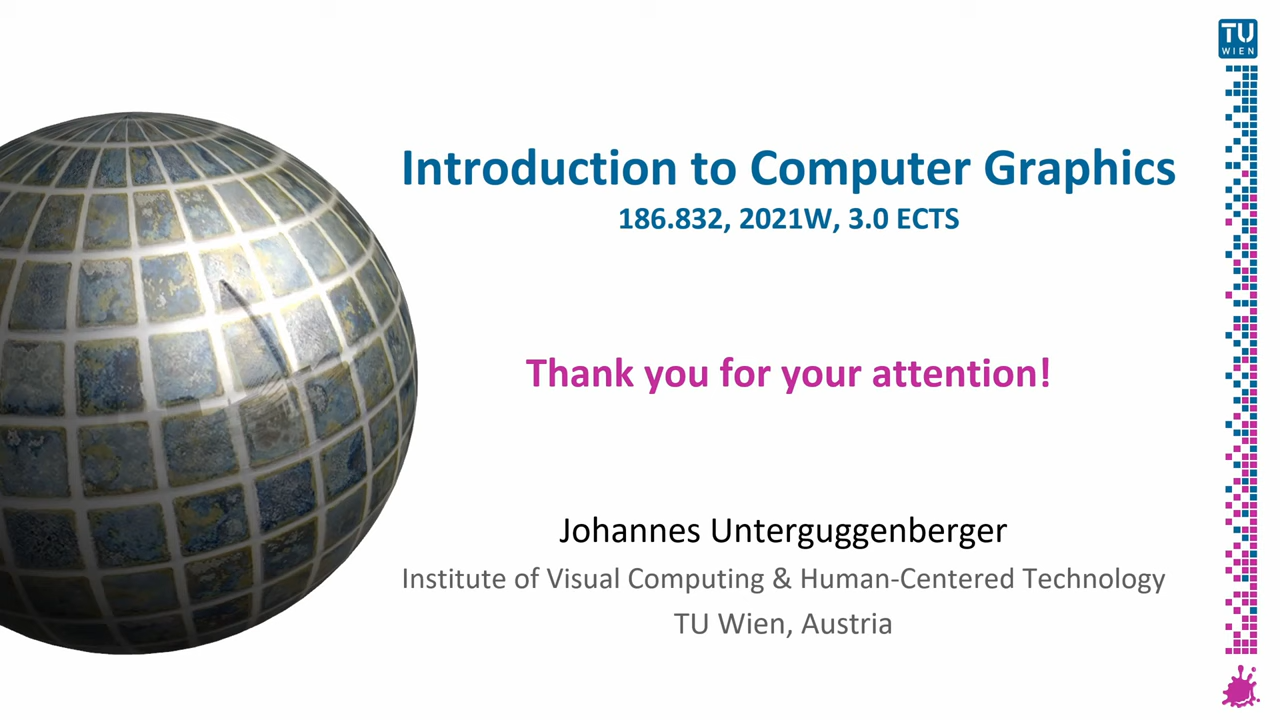 TU
WIEN
Introduction to Computer Graphics
186.832, 2021W, 3.0 ECTS
Thank you for your attention!
Johannes Unterguggenberger
Institute of Visual Computing & Human-Centered Technology
TU Wien, Austria